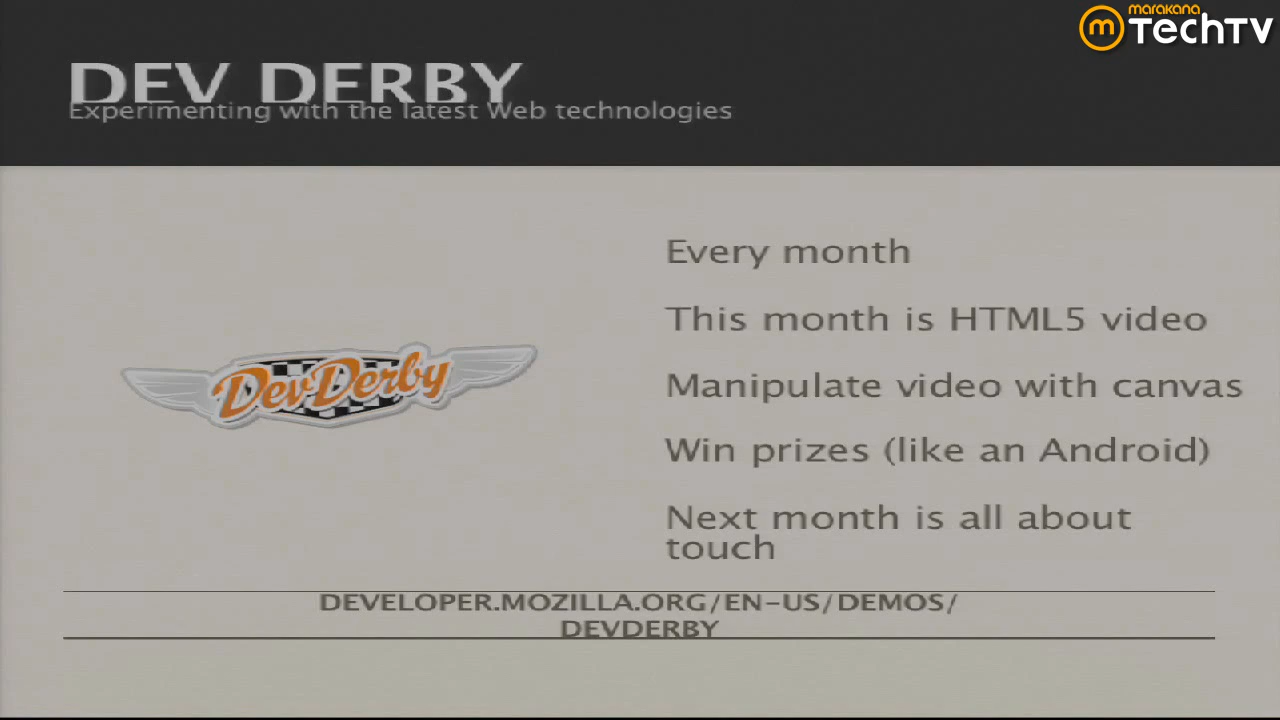 marakana
m TechTV
DEV DERBY
Experimenting with the latest Web technologies
Every month
This month is HTML5 video
Manipulate video with canvas
DevDerby
Win prizes (like an Android)
Next month is all about
touch
DEVELOPER.MOZILLA.ORG/EN-US/DEMOS/
DEVDERBY